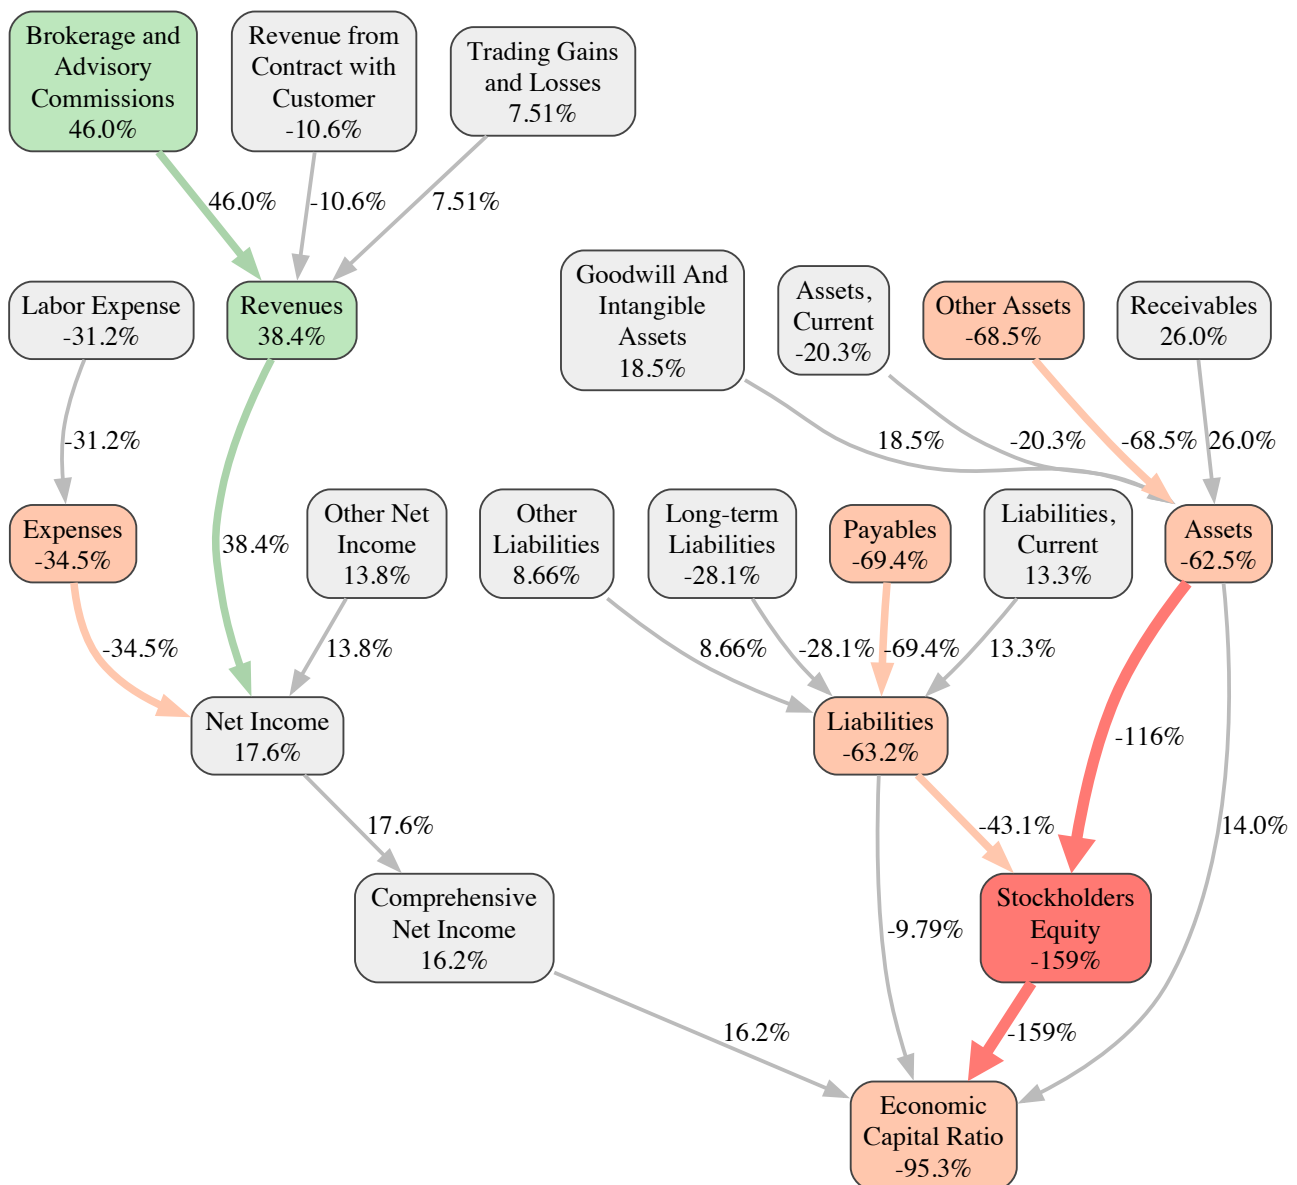 Brokerage and
Advisory
Commissions
46.0%
Revenue from
Contract with
Customer
-10.6%
Trading Gains
and Losses
7.51%
46.0%
-10.6%
7.51%
Labor Expense
-31.2%
Revenues
38.4%
Goodwill And
Intangible
Assets
18.5%
Assets,
Current
-20.3%
Other Assets
-68.5%
Receivables
26.0%
-31.2%
18.5%
-20.3%
-68.5%
26.0%
Expenses
-34.5%
38.4%
Other Net
Income
13.8%
Other
Liabilities
8.66%
Long-term
Liabilities
-28.1%
Payables
-69.4%
Liabilities,
Current
13.3%
Assets
-62.5%
-34.5%
13.8%
8.66%
-28.1%
-69.4%
13.3%
Net Income
17.6%
Liabilities
-63.2%
-116%
17.6%
-43.1%
14.0%
Comprehensive
Net Income
16.2%
-9.79%
Stockholders
Equity
-159%
16.2%
-159%
Economic
Capital Ratio
-95.3%